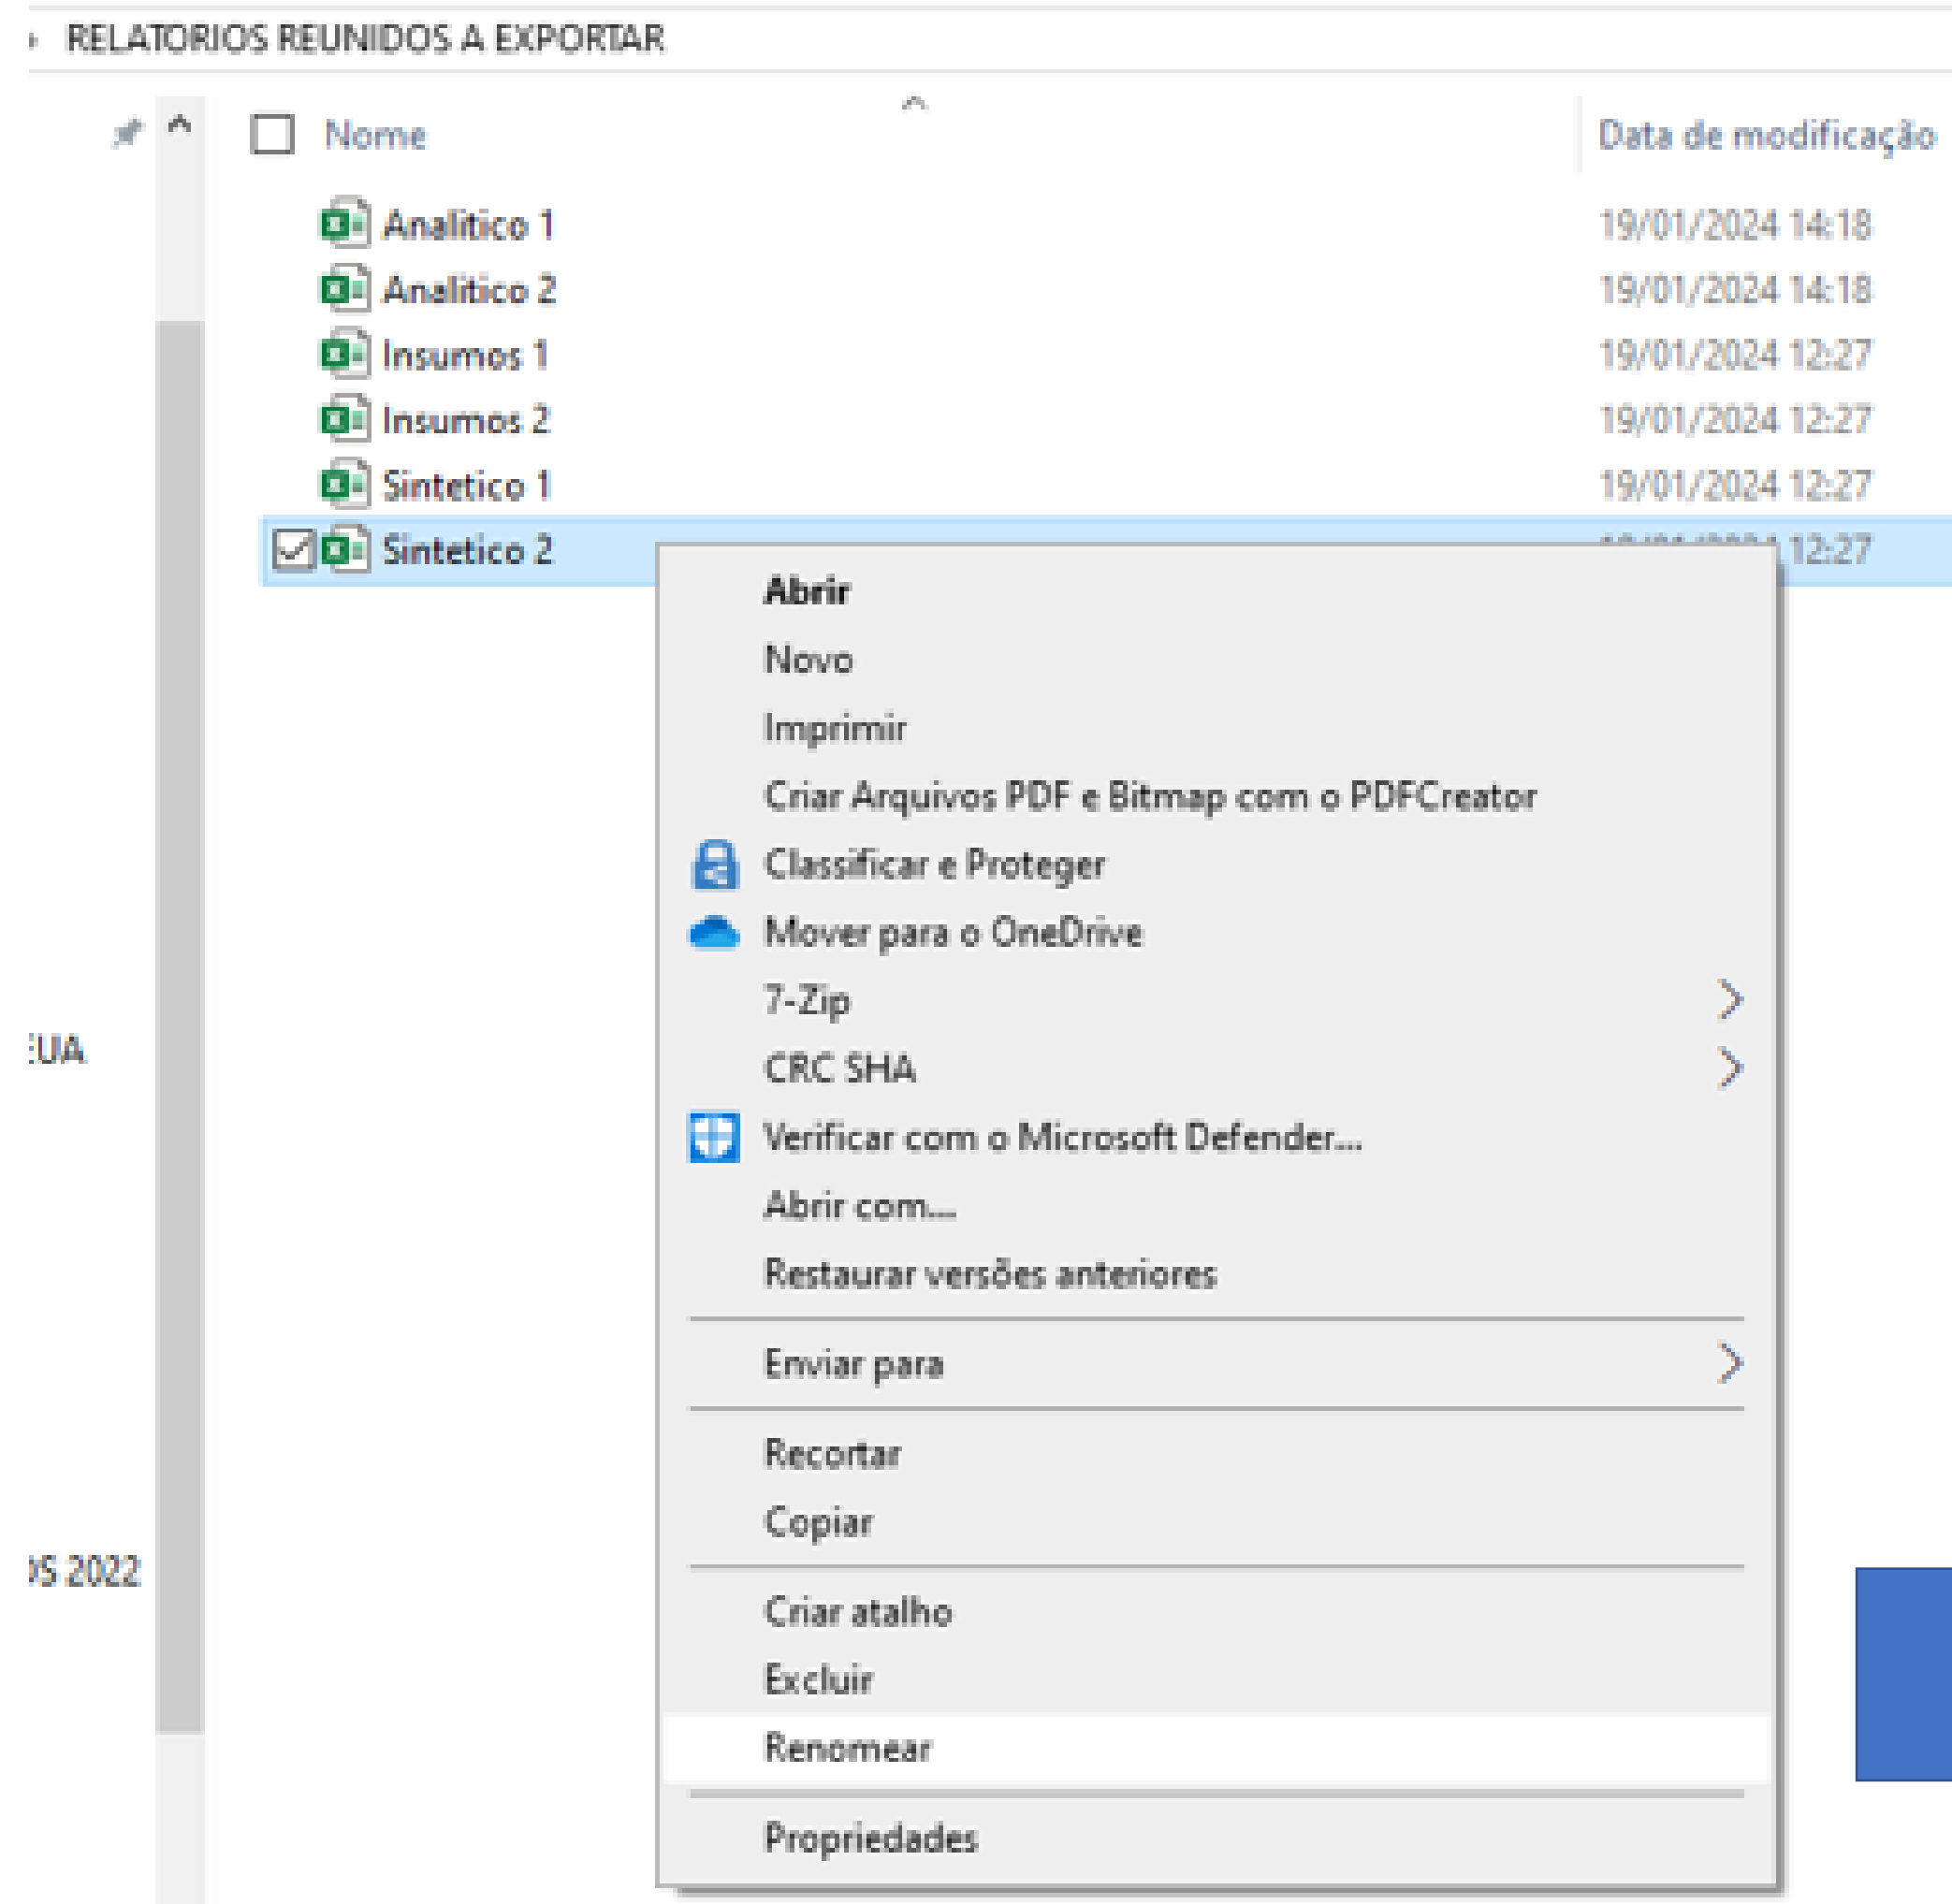 RELATORIOS REUNIDOS A EXPORTAR
Nome Data de modificação
Analitico 1 19/01/2024 14:18
Analitico 2 19/01/2024 14:18
Insumos 1 19/01/2024 12:27
Insumos 2 19/01/2024 12:27
Sintetico 1 19/01/2024 12:27
Sintetico 2 12:27
Abrir
Novo
Imprimir
Criar Arquivos PDF e Bitmap com o PDFCreator
Classificar e Proteger
Mover para o OneDrive
7-Zip
EUA
CRC SHA
Verificar com o Microsoft Defender...
Abrir com...
Restaurar versões anteriores
Enviar para
Recortar
Copiar
OS 2022
Criar atalho
Excluir
Renomear
Propriedades